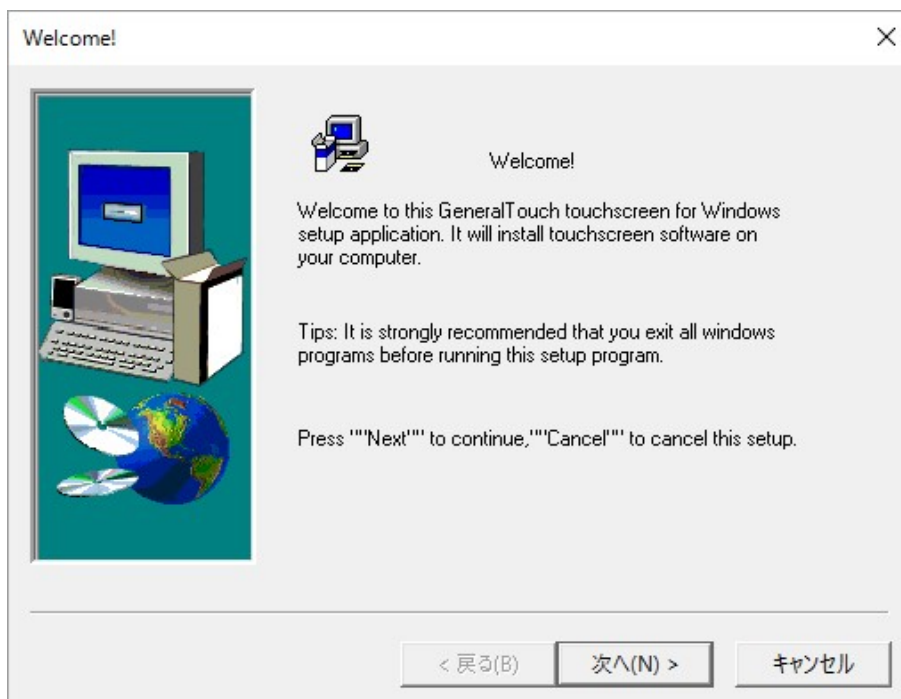 Welcome!
Welcome!
Welcome to this GeneralTouch touchscreen for Windows
setup application. It will install touchscreen software on
your computer.
Tips: It is strongly recommended that you exit all windows
programs before running this setup program.
Press ""Next"" to continue,""Cancel"" to cancel this setup.
< 戻る(B)
次へ(N) >
キャンセル